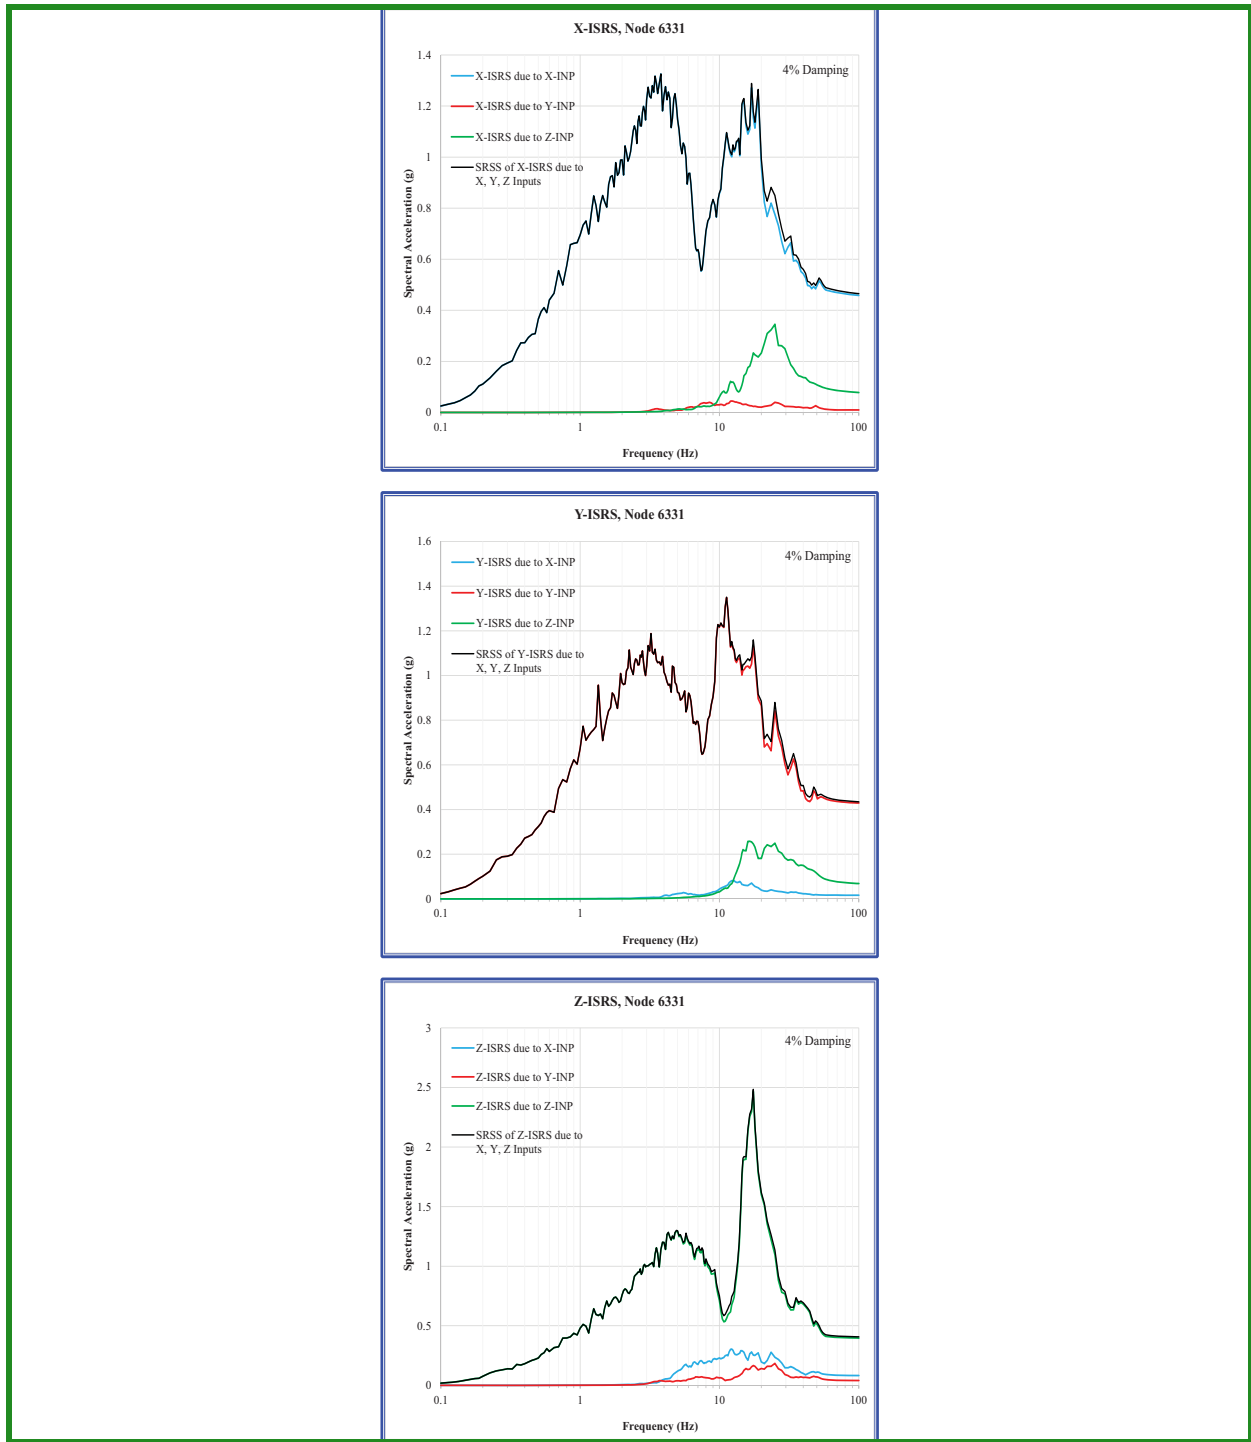 X-ISRS, Node 6331
4% Damping
X-ISRS due to X-INP
X-ISRS due to Y-INP
X-ISRS due to Z-INP
SRSS of X-ISRS due to
X, Y, Z Inputs
Spectral Acceleration (g)
1.4
1.2
1
0.8
0.6
0.4
0.2
0
0.1
1
10
100
Frequency (Hz)
Y-ISRS, Node 6331
4% Damping
Y-ISRS due to X-INP
Y-ISRS due to Y-INP
Y-ISRS due to Z-INP
SRSS of Y-ISRS due to
X, Y, Z Inputs
Spectral Acceleration (g)
1.6
1.4
1.2
1
0.8
0.6
0.4
0.2
0
0.1
1
10
100
Frequency (Hz)
Z-ISRS, Node 6331
4% Damping
Z-ISRS due to X-INP
Z-ISRS due to Y-INP
Z-ISRS due to Z-INP
SRSS of Z-ISRS due to
X, Y, Z Inputs
Spectral Acceleration (g)
3
2.5
2
1.5
1
0.5
0
0.1
1
10
100
Frequency (Hz)